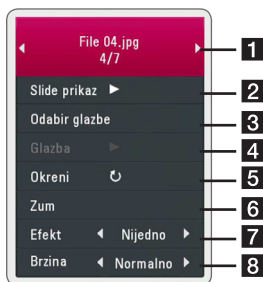 File 04.jpg 1
4/7
Slide prikaz 2
Odabir glazbe 3
Glazba 4
Okreni 5
Zum 6
Efekt Nijedno 7
Brzina Normalno 8